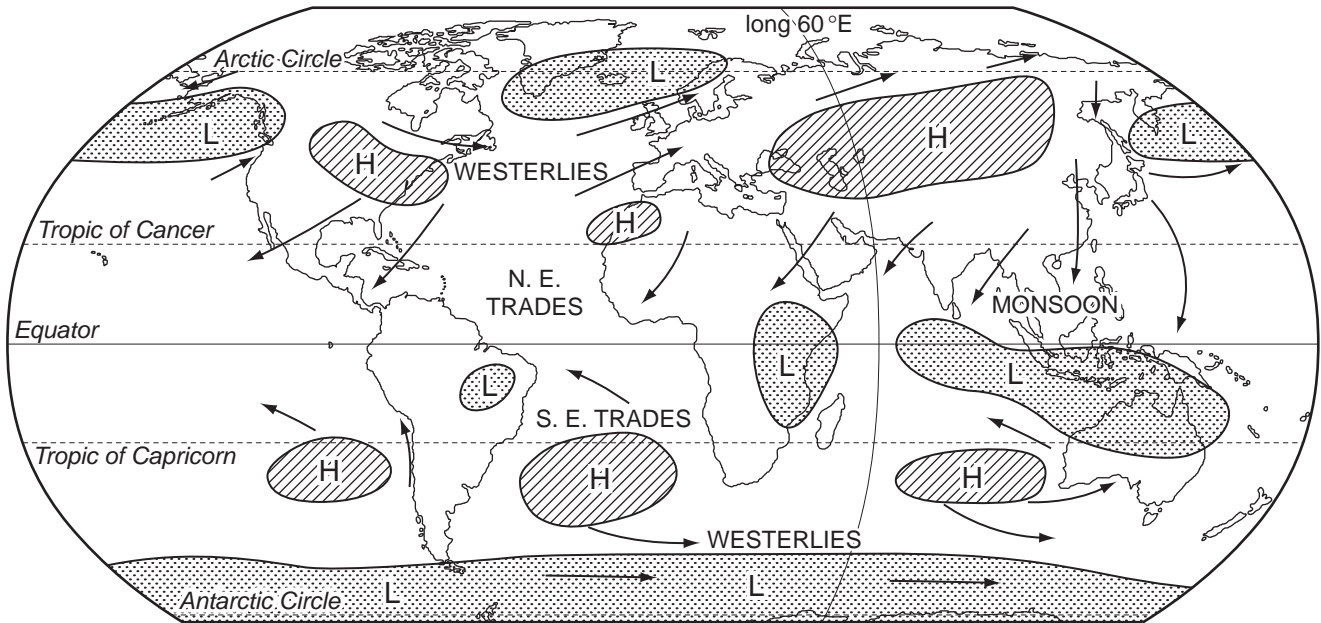 long 60 °E
Arctic Circle
L
L
L
H
H
WESTERLIES
H
Tropic of Cancer
N. E.
TRADES
MONSOON
Equator
L
L
L
S. E. TRADES
Tropic of Capricorn
H
H
H
WESTERLIES
L
L
Antarctic Circle